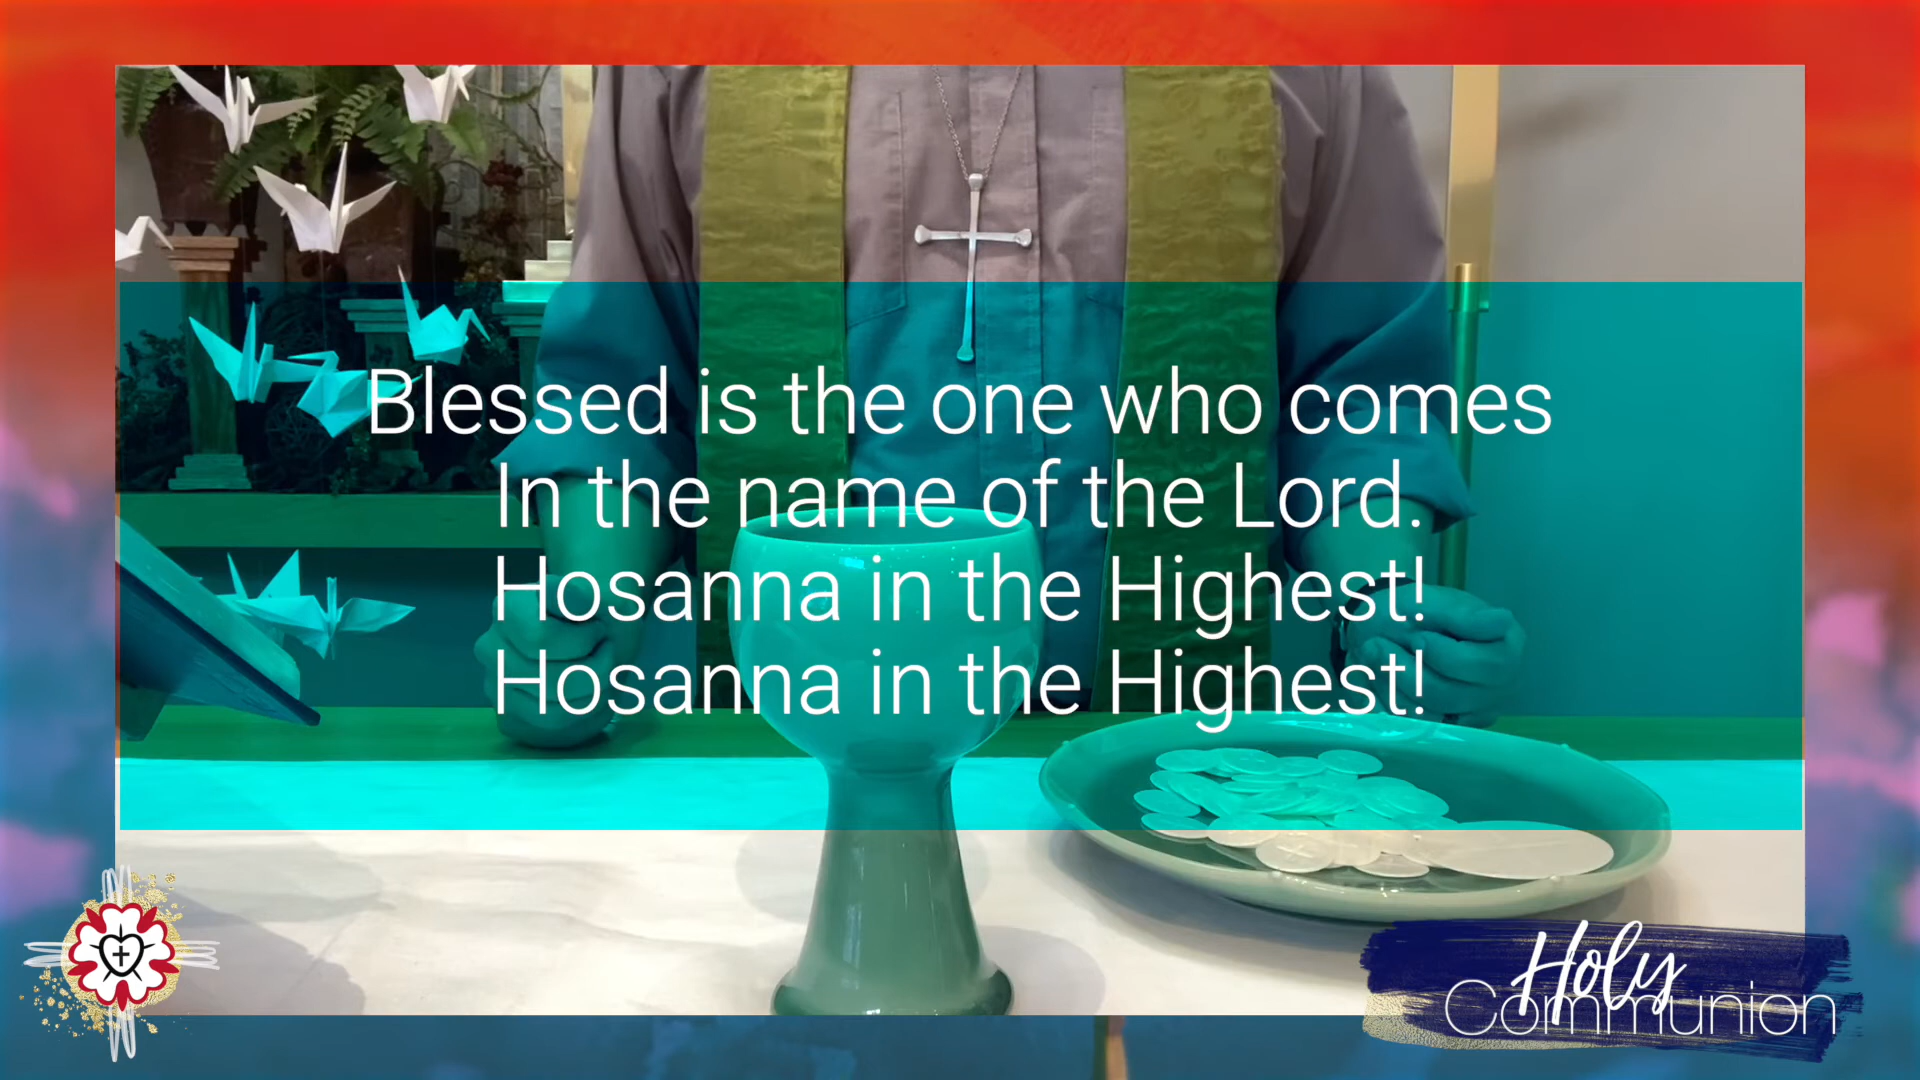 Blessed is the one who comes
In the name of the Lord.
Hosanna in the Highest!
Hosanna in the Highest!
Holy
Communion